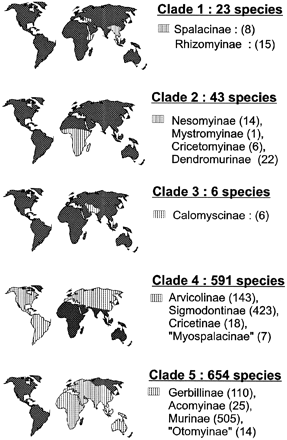 Clade 1 : 23 species
Spalacinae : (8)
Rhizomyinae : (15)
Clade 2 : 43 species
Nesomyinae (14),
Mystromyinae (1),
Cricetomyinae (6),
Dendromurinae (22)
Clade 3 : 6 species
Calomyscinae : (6)
Clade 4 : 591 species
Arvicolinae (143),
Sigmodontinae (423),
Cricetinae (18),
"Myospalacinae" (7)
Clade 5 : 654 species
Gerbillinae (110),
Acomyinae (25),
Murinae (505),
"Otomyinae" (14)